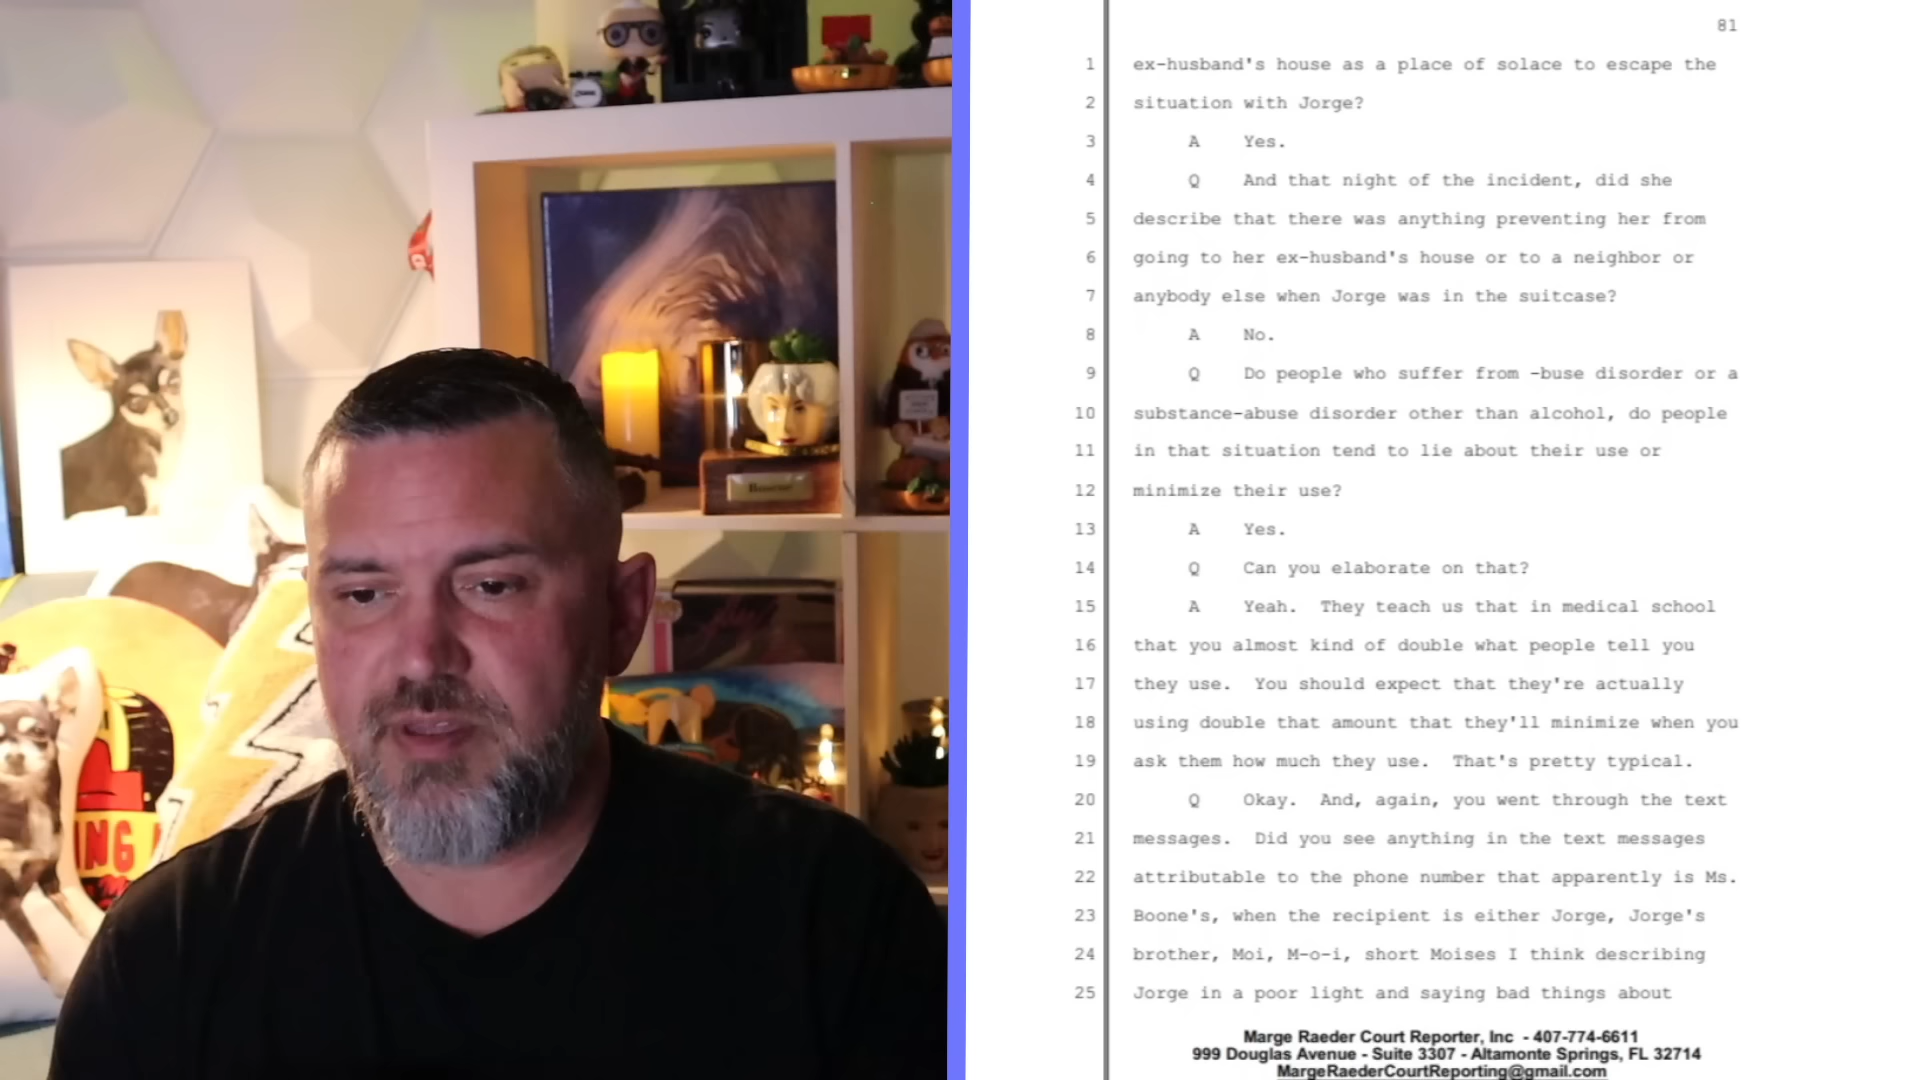 81
1 ex-husband's house as a place of solace to escape the
2 situation with Jorge?
3 A Yes.
4 Q And that night of the incident, did she
5 describe that there was anything preventing her from
6 going to her ex-husband's house or to a neighbor or
7 anybody else when Jorge was in the suitcase?
8 A No.
9 Q Do people who suffer from -buse disorder or a
10 substance-abuse disorder other than alcohol, do people
11 in that situation tend to lie about their use or
12 minimize their use?
13 A Yes.
14 Q Can you elaborate on that?
15 A Yeah. They teach us that in medical school
16 that you almost kind of double what people tell you
17 they use. You should expect that they're actually
18 using double that amount that they'll minimize when you
19 ask them how much they use. That's pretty typical.
20 Q Okay. And, again, you went through the text
21 messages. Did you see anything in the text messages
22 attributable to the phone number that apparently is Ms.
23 Boone's, when the recipient is either Jorge, Jorge's
24 brother, Moi, M-o-i, short Moises I think describing
25 Jorge in a poor light and saying bad things about
Marge Raeder Court Reporter, Inc - 407-774-6611
999 Douglas Avenue - Suite 3307 - Altamonte Springs, FL 32714
MargeRaederCourtReporting@gmail.com